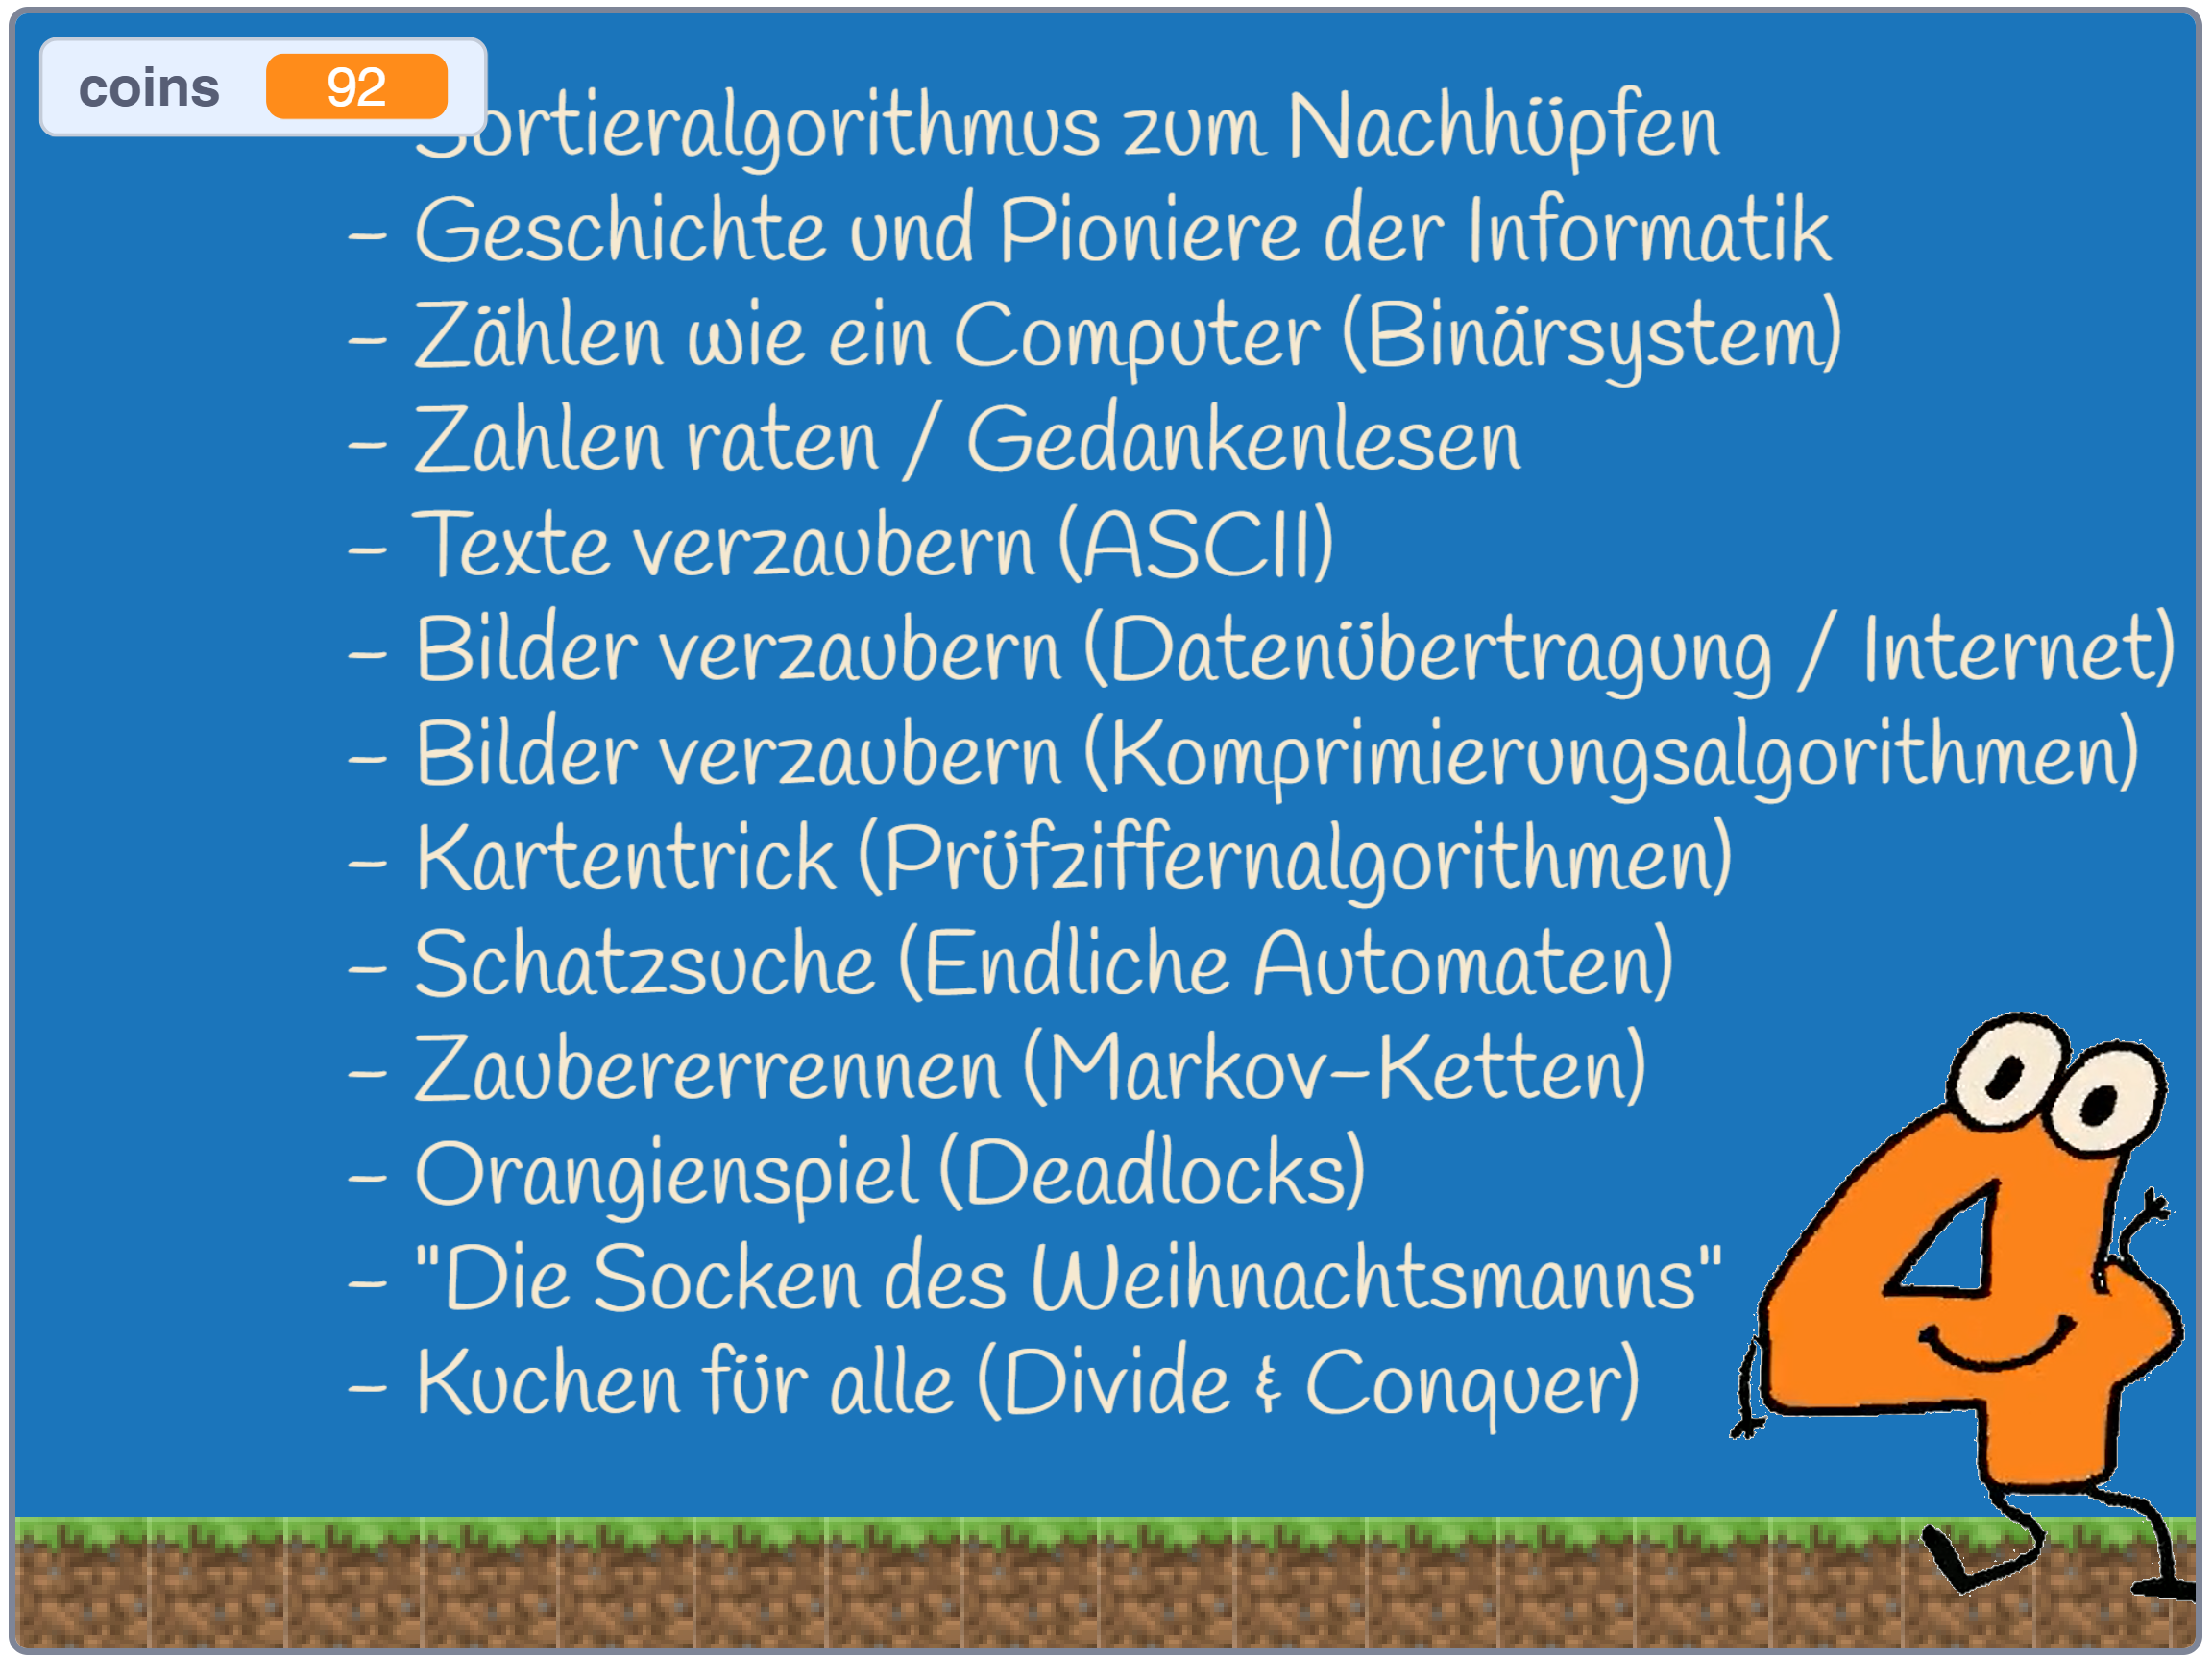 coins 92
Sortieralgorithmus zum Nachhüpfen
- Geschichte und Pioniere der Informatik
- Zählen wie ein Computer (Binärsystem)
- Zahlen raten / Gedankenlesen
- Texte verzaubern (ASCII)
- Bilder verzaubern (Datenübertragung / Internet)
- Bilder verzaubern (Komprimierungsalgorithmen)
- Kartentrick (Prüfziffernalgorithmen)
- Schatzsuche (Endliche Automaten)
- Zaubererrennen (Markov-Ketten)
- Orangienspiel (Deadlocks)
- "Die Socken des Weihnachtsmanns"
- Kuchen für alle (Divide & Conquer)